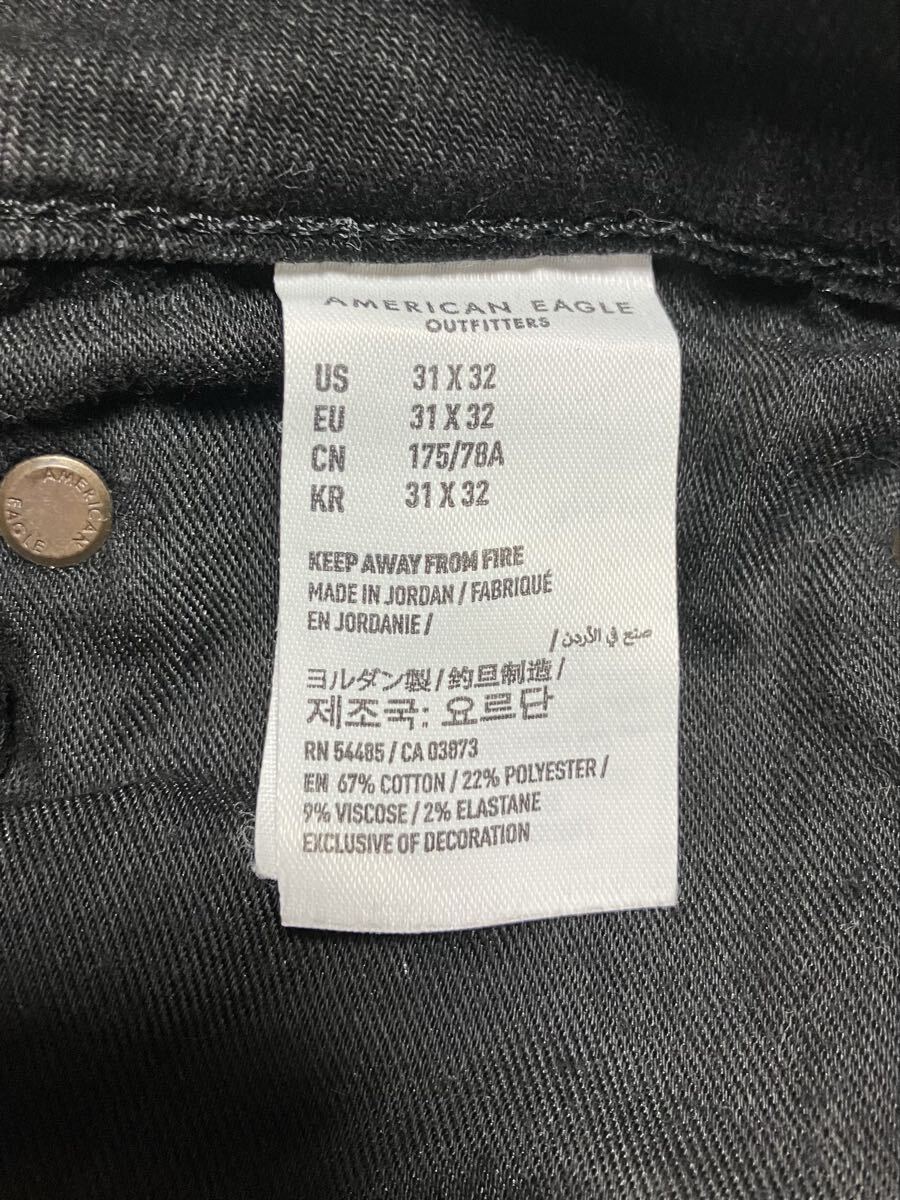 AMERICAN EAGLE
OUTFITTERS
US 31 X 32
EU 31 X 32
CN 175/78A
KR 31 X 32
KEEP AWAY FROM FIRE
MADE IN JORDAN / FABRIQUÉ
EN JORDANIE /
صنع في الأردن /
ヨルダン製 / 约旦制造 /
제조국: 요르단
RN 54485 / CA 03873
EN 67% COTTON / 22% POLYESTER /
9% VISCOSE / 2% ELASTANE
EXCLUSIVE OF DECORATION
AMERICAN
EAGLE